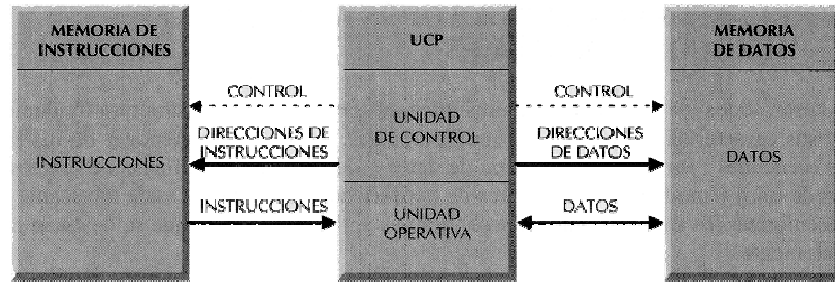 MEMORIA DE
INSTRUCCIONES
INSTRUCCIONES
CONTROL
DIRECCIONES DE
INSTRUCCIONES
INSTRUCCIONES
UCP
UNIDAD
DE CONTROL
UNIDAD
OPERATIVA
CONTROL
DIRECCIONES
DE DATOS
DATOS
MEMORIA
DE DATOS
DATOS